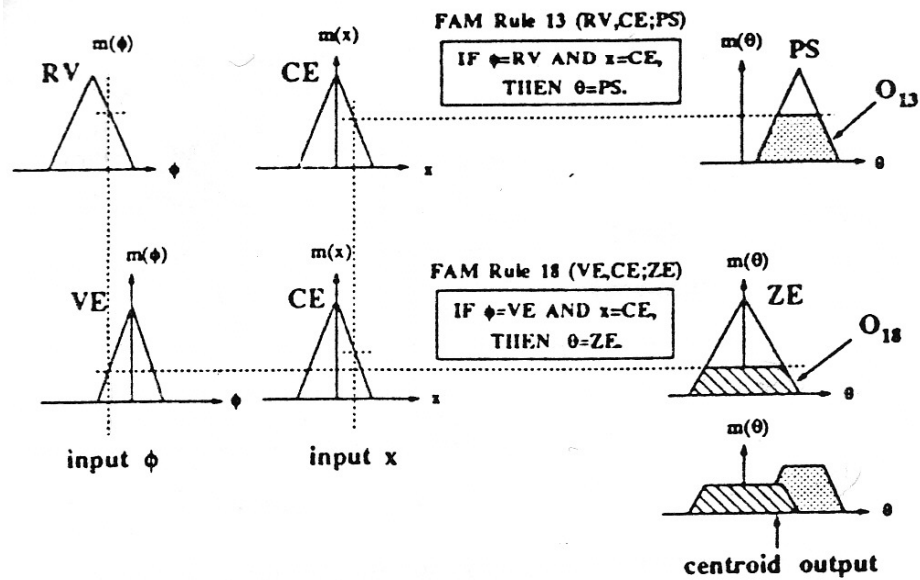 FAM Rule 13 (RV,CE;PS)
m(ϕ)
m(x)
m(θ)
RV
CE
IF ϕ=RV AND x=CE,
THEN θ=PS.
PS
O13
ϕ
x
θ
m(ϕ)
m(x)
FAM Rule 18 (VE,CE;ZE)
m(θ)
VE
CE
IF ϕ=VE AND x=CE,
THEN θ=ZE.
ZE
O18
ϕ
x
θ
input ϕ
input x
m(θ)
θ
centroid output